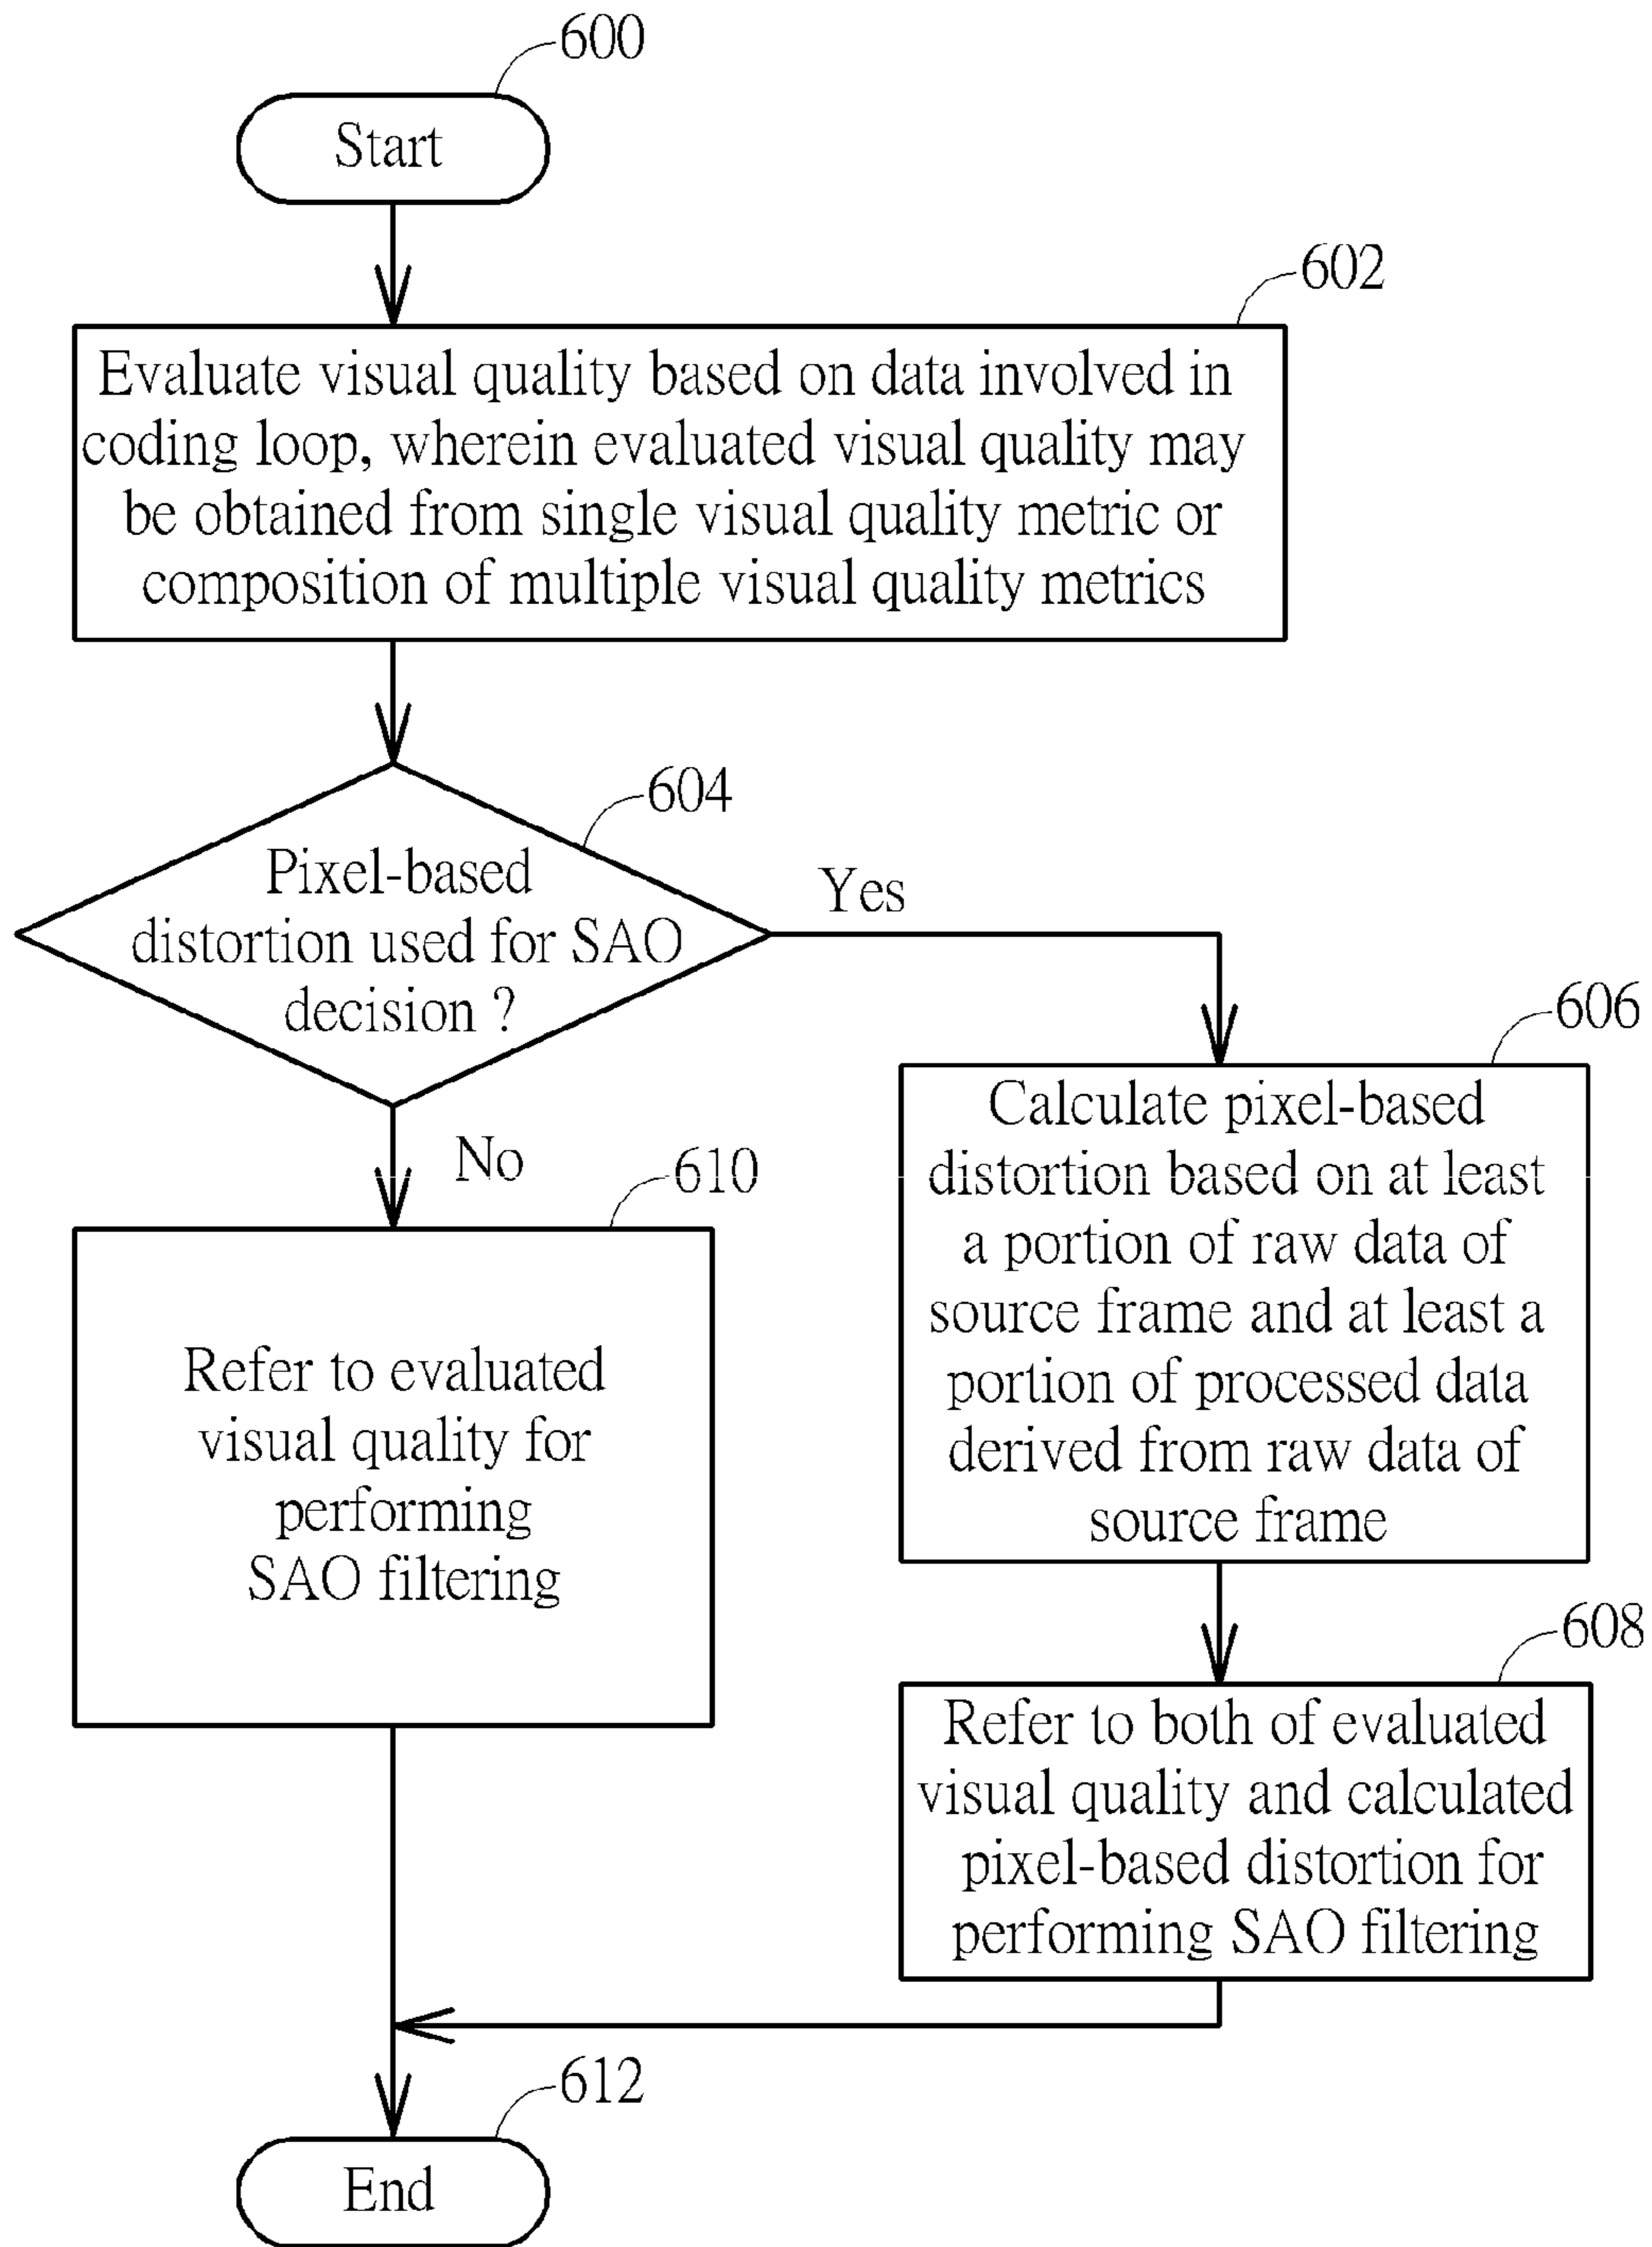 600
Start
602
Evaluate visual quality based on data involved in
coding loop, wherein evaluated visual quality may
be obtained from single visual quality metric or
composition of multiple visual quality metrics
604
Pixel-based
distortion used for SAO
decision ?
Yes
No
606
Calculate pixel-based
distortion based on at least
a portion of raw data of
source frame and at least a
portion of processed data
derived from raw data of
source frame
610
Refer to evaluated
visual quality for
performing
SAO filtering
608
Refer to both of evaluated
visual quality and calculated
pixel-based distortion for
performing SAO filtering
612
End